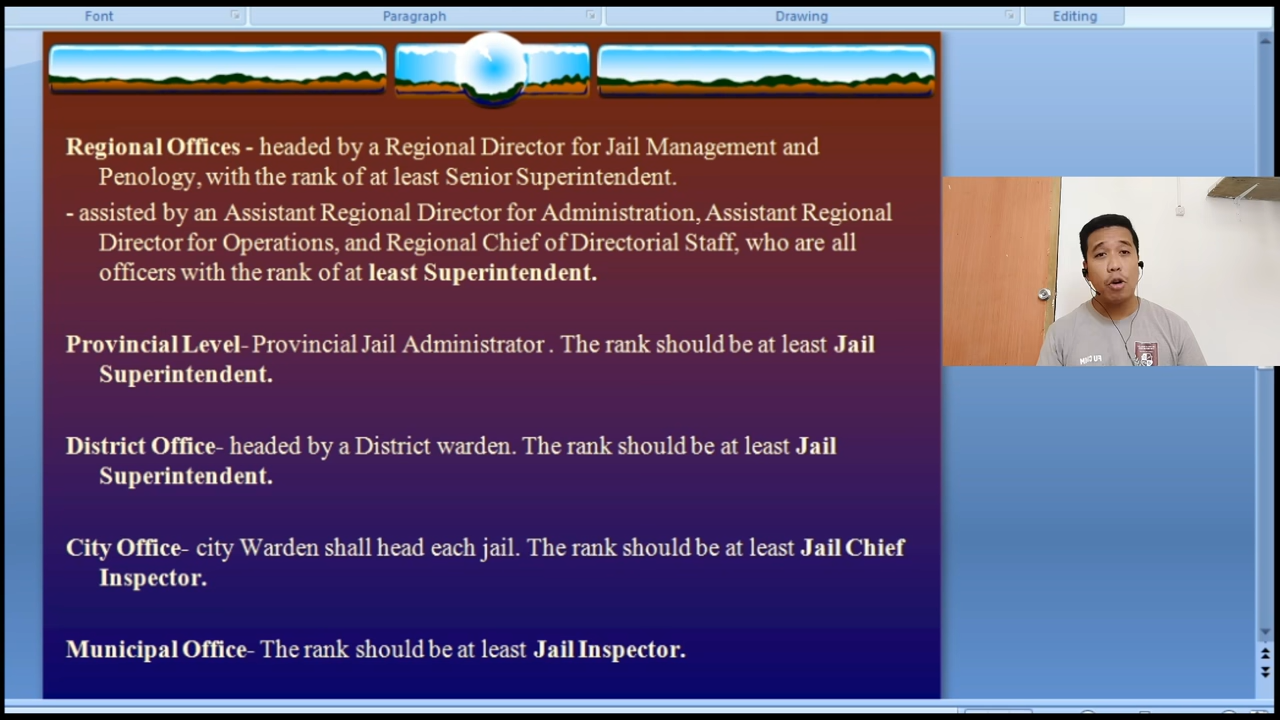 Font
Paragraph
Drawing
Editing
Regional Offices - headed by a Regional Director for Jail Management and
Penology, with the rank of at least Senior Superintendent.
- assisted by an Assistant Regional Director for Administration, Assistant Regional
Director for Operations, and Regional Chief of Directorial Staff, who are all
officers with the rank of at least Superintendent.
Provincial Level- Provincial Jail Administrator . The rank should be at least Jail
Superintendent.
District Office- headed by a District warden. The rank should be at least Jail
Superintendent.
City Office- city Warden shall head each jail. The rank should be at least Jail Chief
Inspector.
Municipal Office- The rank should be at least Jail Inspector.